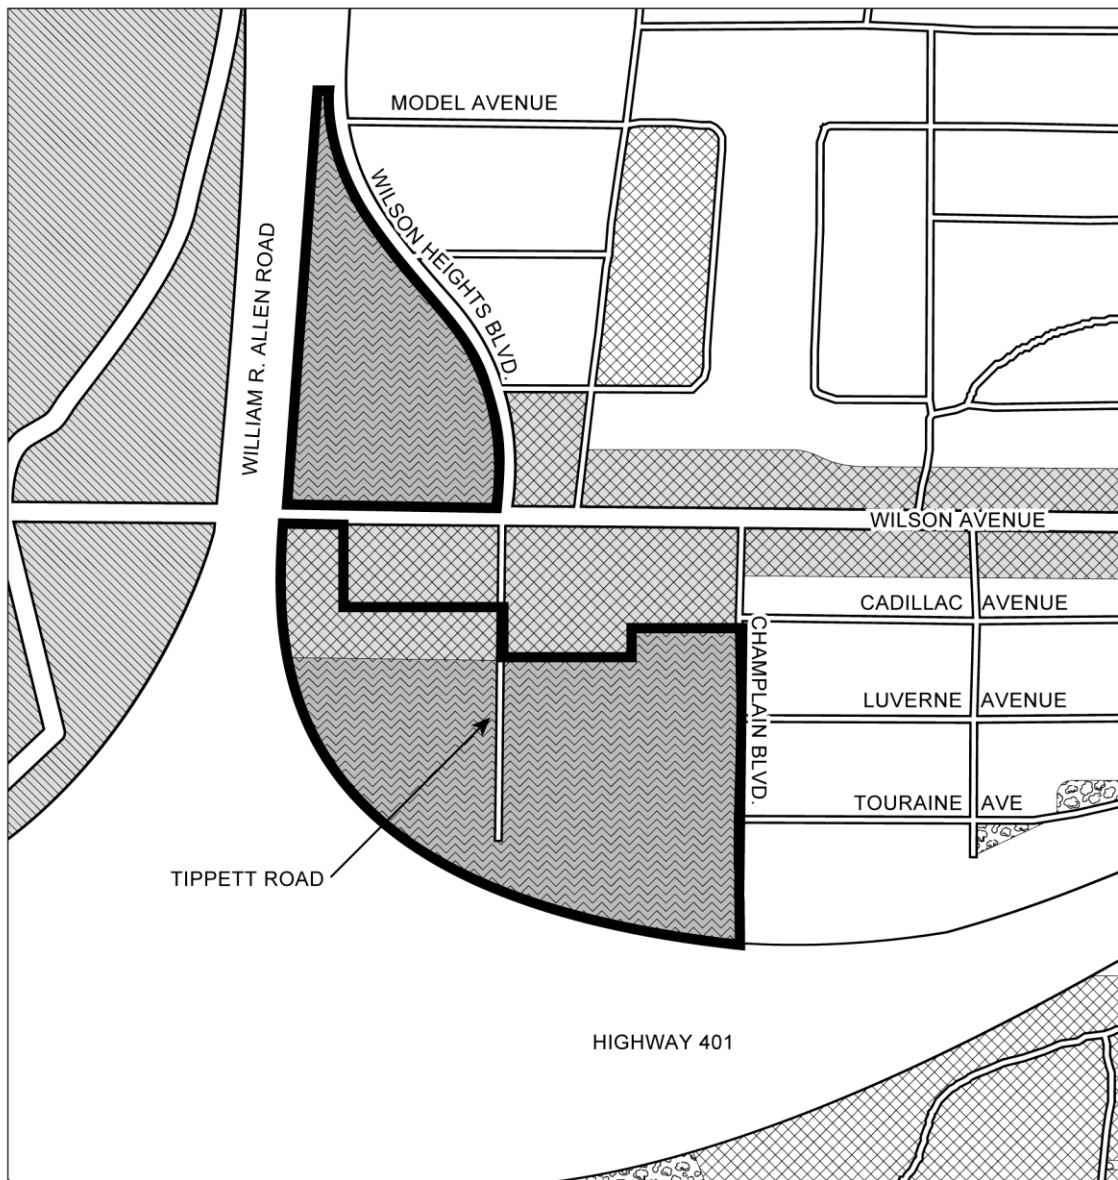 MODEL AVENUE
WILSON HEIGHTS BLVD.
WILLIAM R. ALLEN ROAD
WILSON AVENUE
CADILLAC AVENUE
CHAMPLAIN BLVD.
LUVERNE AVENUE
TOURAINE AVE
TIPPETT ROAD
HIGHWAY 401